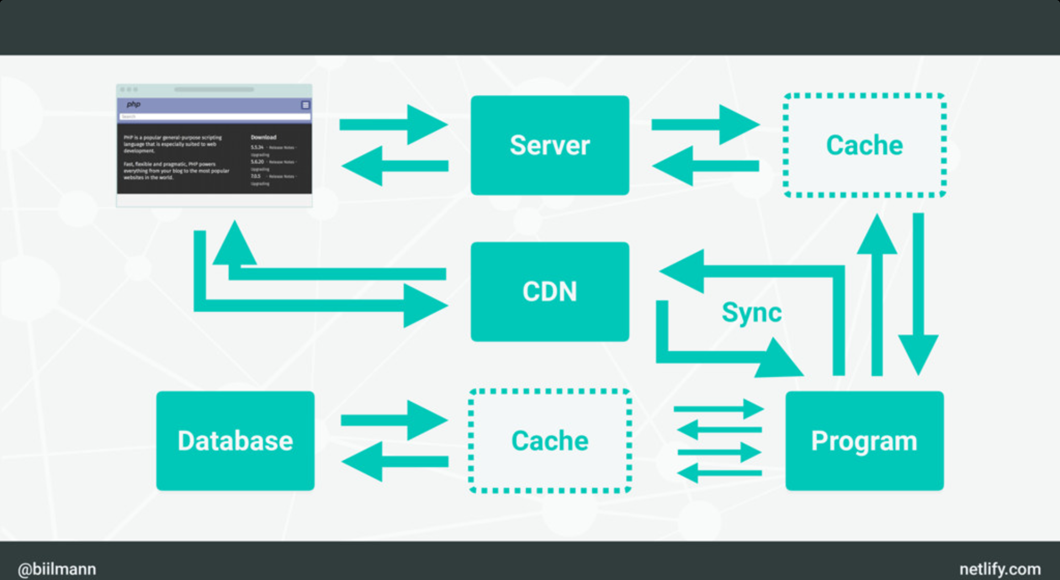 php
Search
PHP is a popular general-purpose scripting
language that is especially suited to web
development.
Fast, flexible and pragmatic, PHP powers
everything from your blog to the most popular
websites in the world.
Download
5.5.34 · Release Notes ·
Upgrading
5.6.20 · Release Notes ·
Upgrading
7.0.5 · Release Notes ·
Upgrading
Server
Cache
CDN
Sync
Database
Cache
Program
@biilmann
netlify.com